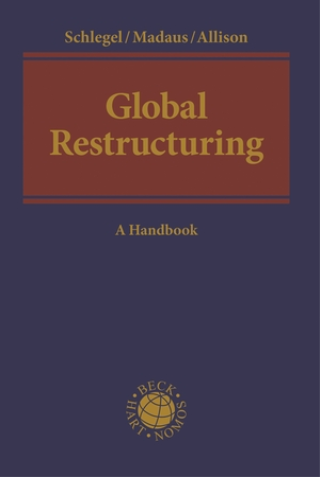 Schlegel/Madaus/Allison
Global
Restructuring
A Handbook
BECK
HART
NOMOS